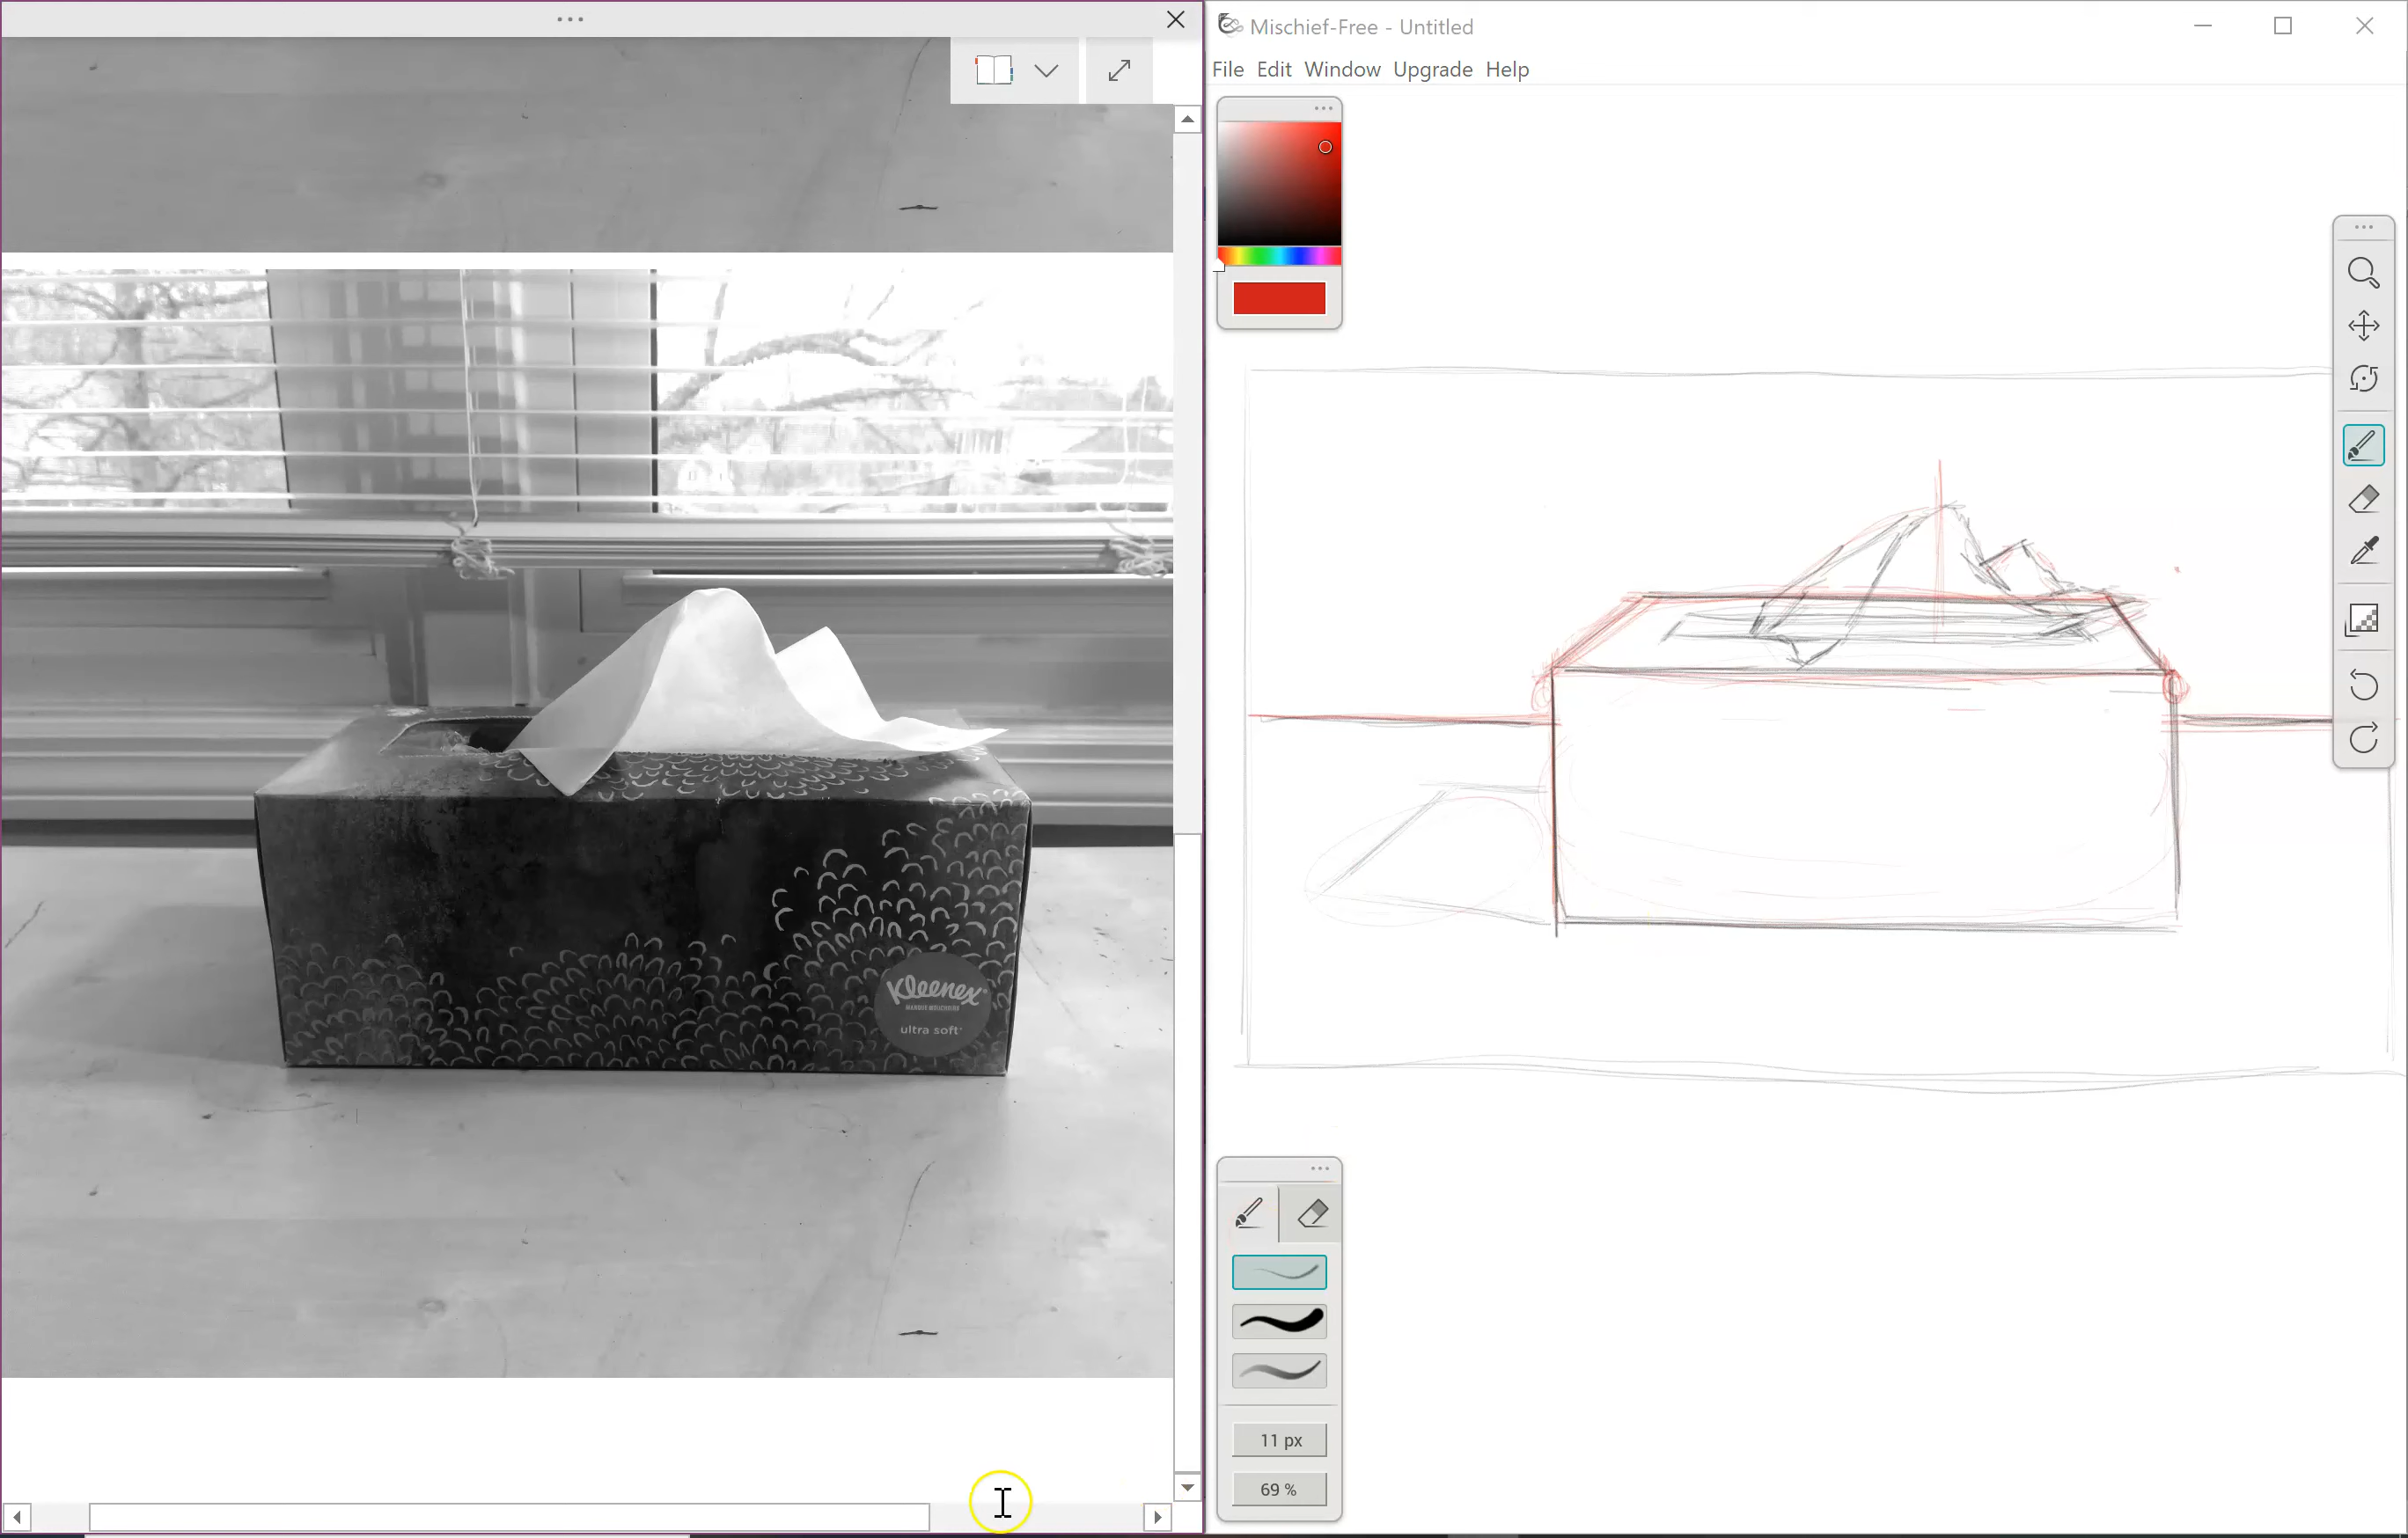 Mischief-Free - Untitled
File Edit Window Upgrade Help
Kleenex
ultra soft
11 px
69 %